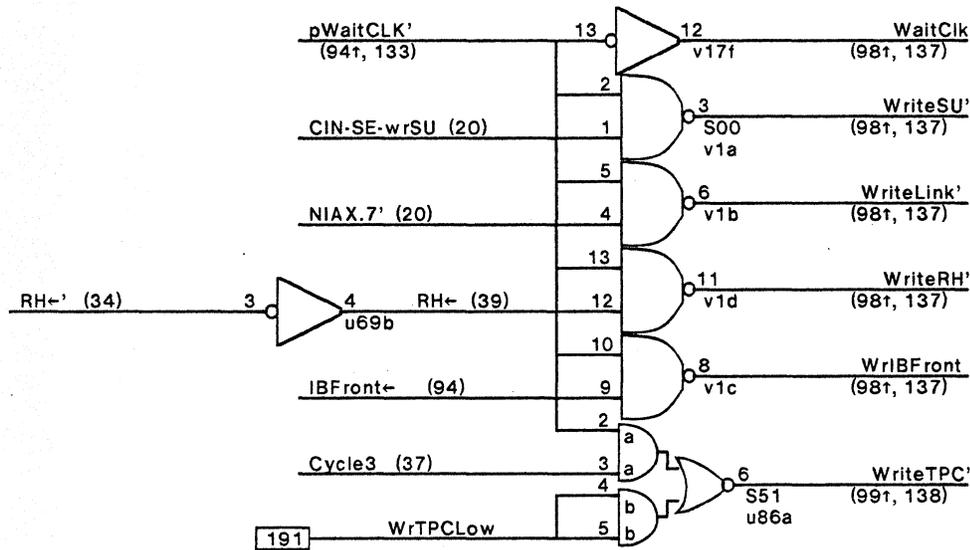 pWaitCLK' 13 12 WaitClk
(94↑, 133) v17f (98↑, 137)
2
3 WriteSU'
CIN-SE-wrSU (20) 1 S00 (98↑, 137)
v1a
5
6 WriteLink'
NIAX.7' (20) 4 v1b (98↑, 137)
13
11 WriteRH'
RH←' (34) 3 4 RH← (39) 12 v1d (98↑, 137)
u69b
10
8 WrIBFront
IBFront← (94) 9 v1c (98↑, 137)
2
a
Cycle3 (37) 3 a 6 WriteTPC'
4 S51 (99↑, 138)
b u86a
191 WrTPCLow 5 b